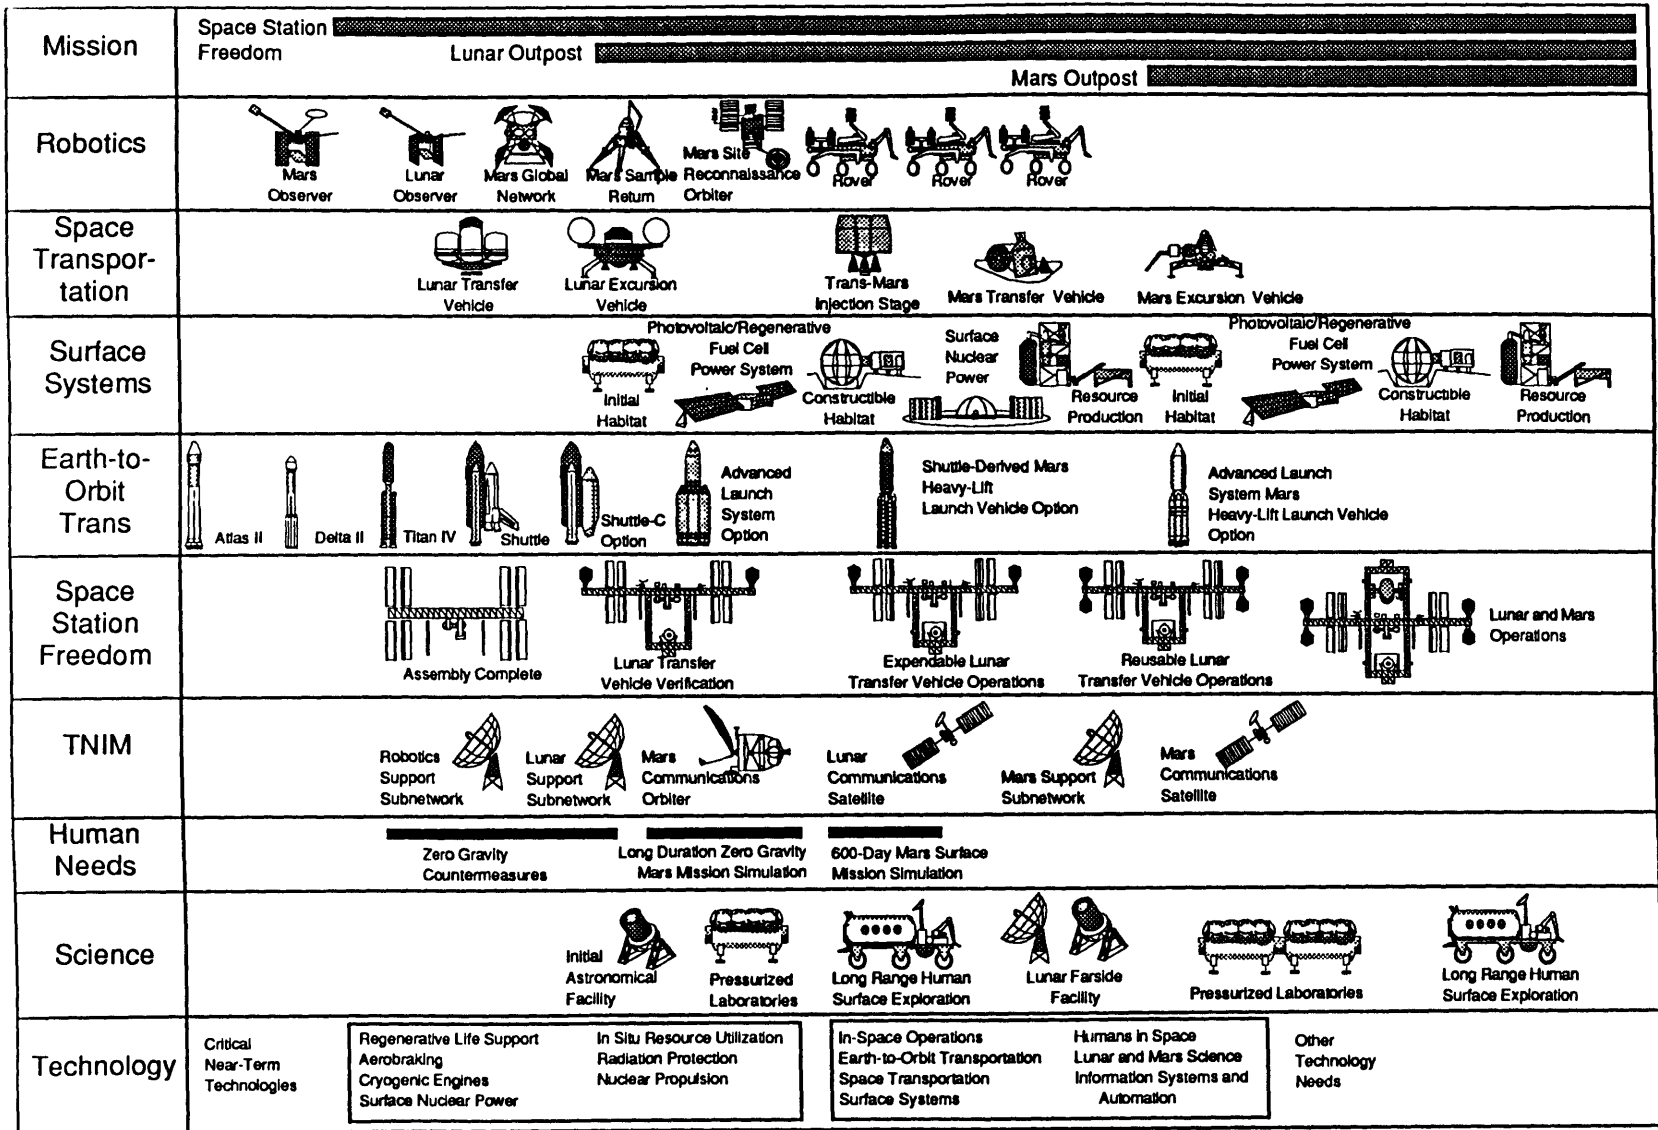 Mission
Space Station
Freedom
Lunar Outpost
Mars Outpost
Robotics
Mars
Observer
Lunar
Observer
Mars Global
Network
Mars Sample
Return
Mars Site
Reconnaissance
Orbiter
Rover
Rover
Rover
Space
Transpor-
tation
Lunar Transfer
Vehicle
Lunar Excursion
Vehicle
Trans-Mars
Injection Stage
Mars Transfer Vehicle
Mars Excursion Vehicle
Surface
Systems
Initial
Habitat
Photovoltaic/Regenerative
Fuel Cell
Power System
Constructible
Habitat
Surface
Nuclear
Power
Resource
Production
Initial
Habitat
Photovoltaic/Regenerative
Fuel Cell
Power System
Constructible
Habitat
Resource
Production
Earth-to-
Orbit
Trans
Atlas II
Delta II
Titan IV
Shuttle
Shuttle-C
Option
Advanced
Launch
System
Option
Shuttle-Derived Mars
Heavy-Lift
Launch Vehicle Option
Advanced Launch
System Mars
Heavy-Lift Launch Vehicle
Option
Space
Station
Freedom
Assembly Complete
Lunar Transfer
Vehicle Verification
Expendable Lunar
Transfer Vehicle Operations
Reusable Lunar
Transfer Vehicle Operations
Lunar and Mars
Operations
TNIM
Robotics
Support
Subnetwork
Lunar
Support
Subnetwork
Mars
Communications
Orbiter
Lunar
Communications
Satellite
Mars Support
Subnetwork
Mars
Communications
Satellite
Human
Needs
Zero Gravity
Countermeasures
Long Duration Zero Gravity
Mars Mission Simulation
600-Day Mars Surface
Mission Simulation
Science
Initial
Astronomical
Facility
Pressurized
Laboratories
Long Range Human
Surface Exploration
Lunar Farside
Facility
Pressurized Laboratories
Long Range Human
Surface Exploration
Technology
Critical
Near-Term
Technologies
Regenerative Life Support
Aerobraking
Cryogenic Engines
Surface Nuclear Power
In Situ Resource Utilization
Radiation Protection
Nuclear Propulsion
In-Space Operations
Earth-to-Orbit Transportation
Space Transportation
Surface Systems
Humans in Space
Lunar and Mars Science
Information Systems and
Automation
Other
Technology
Needs